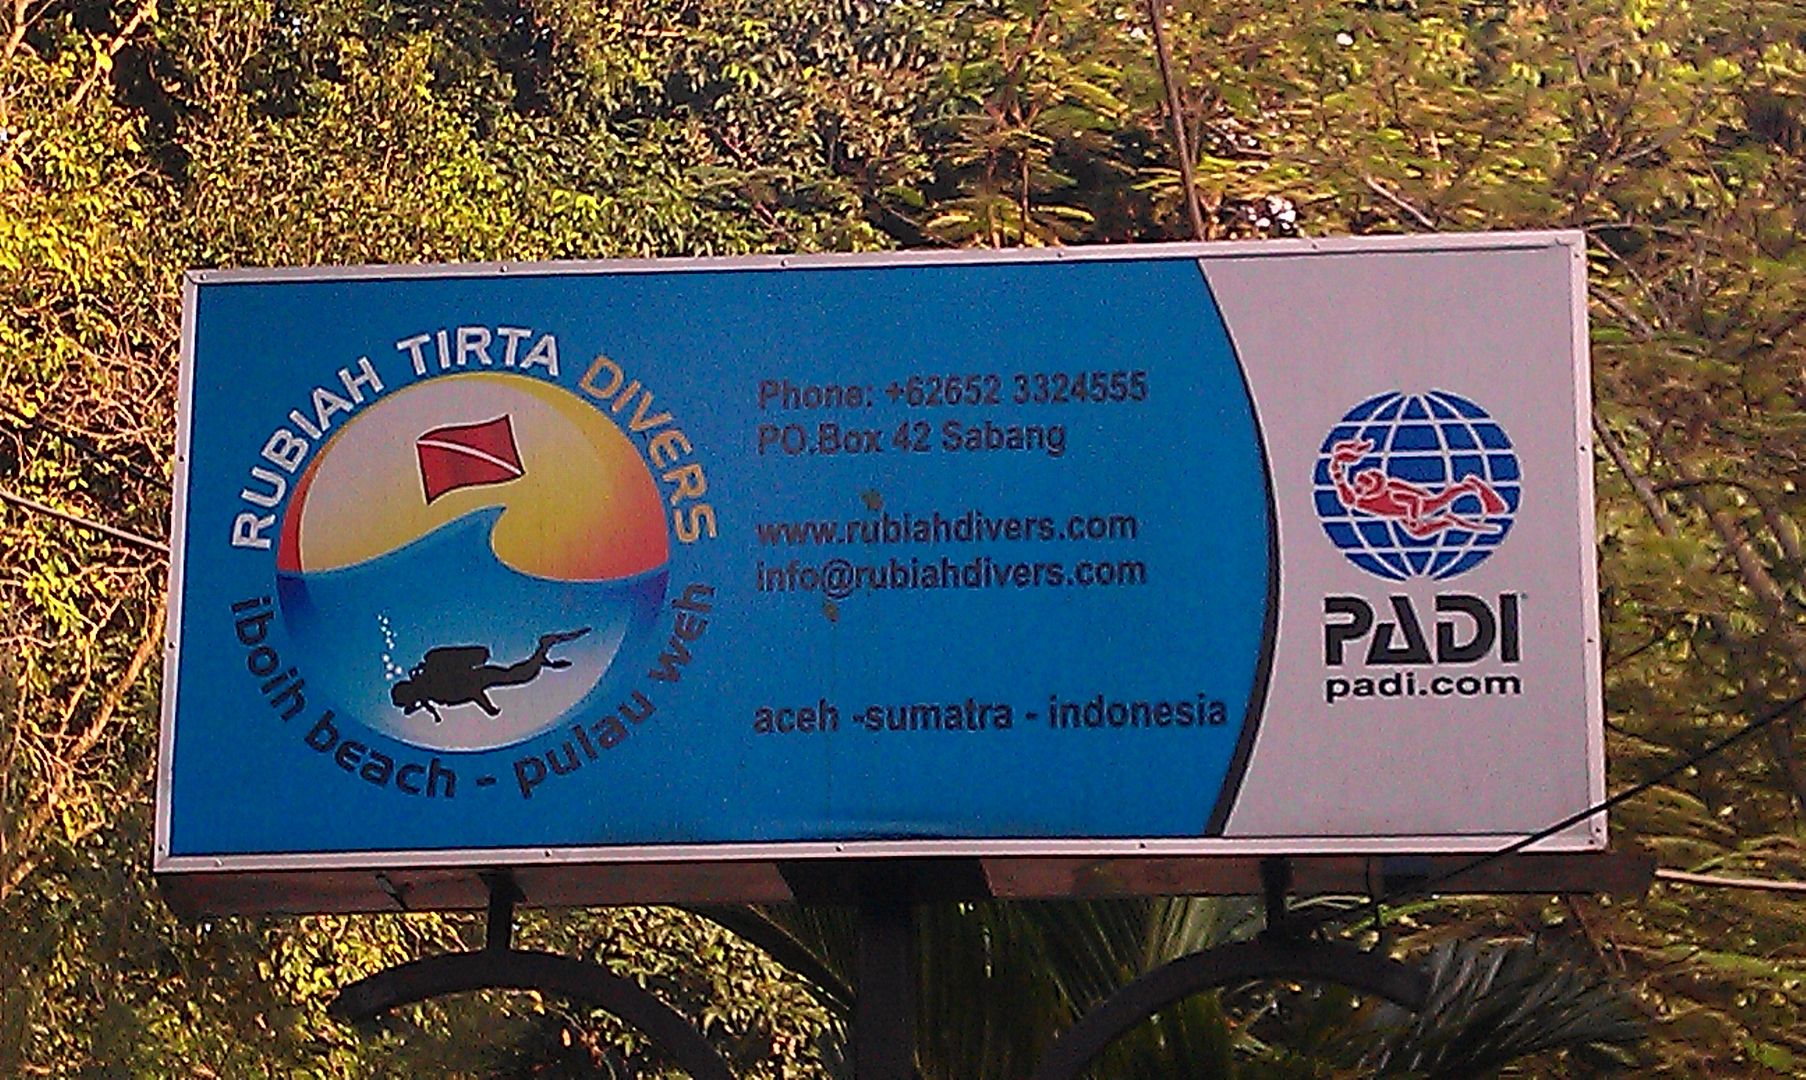 RUBIAH TIRTA DIVERS
iboih beach - pulau weh
Phone: +62652 3324555
PO.Box 42 Sabang
www.rubiahdivers.com
info@rubiahdivers.com
aceh -sumatra - indonesia
PADI
padi.com